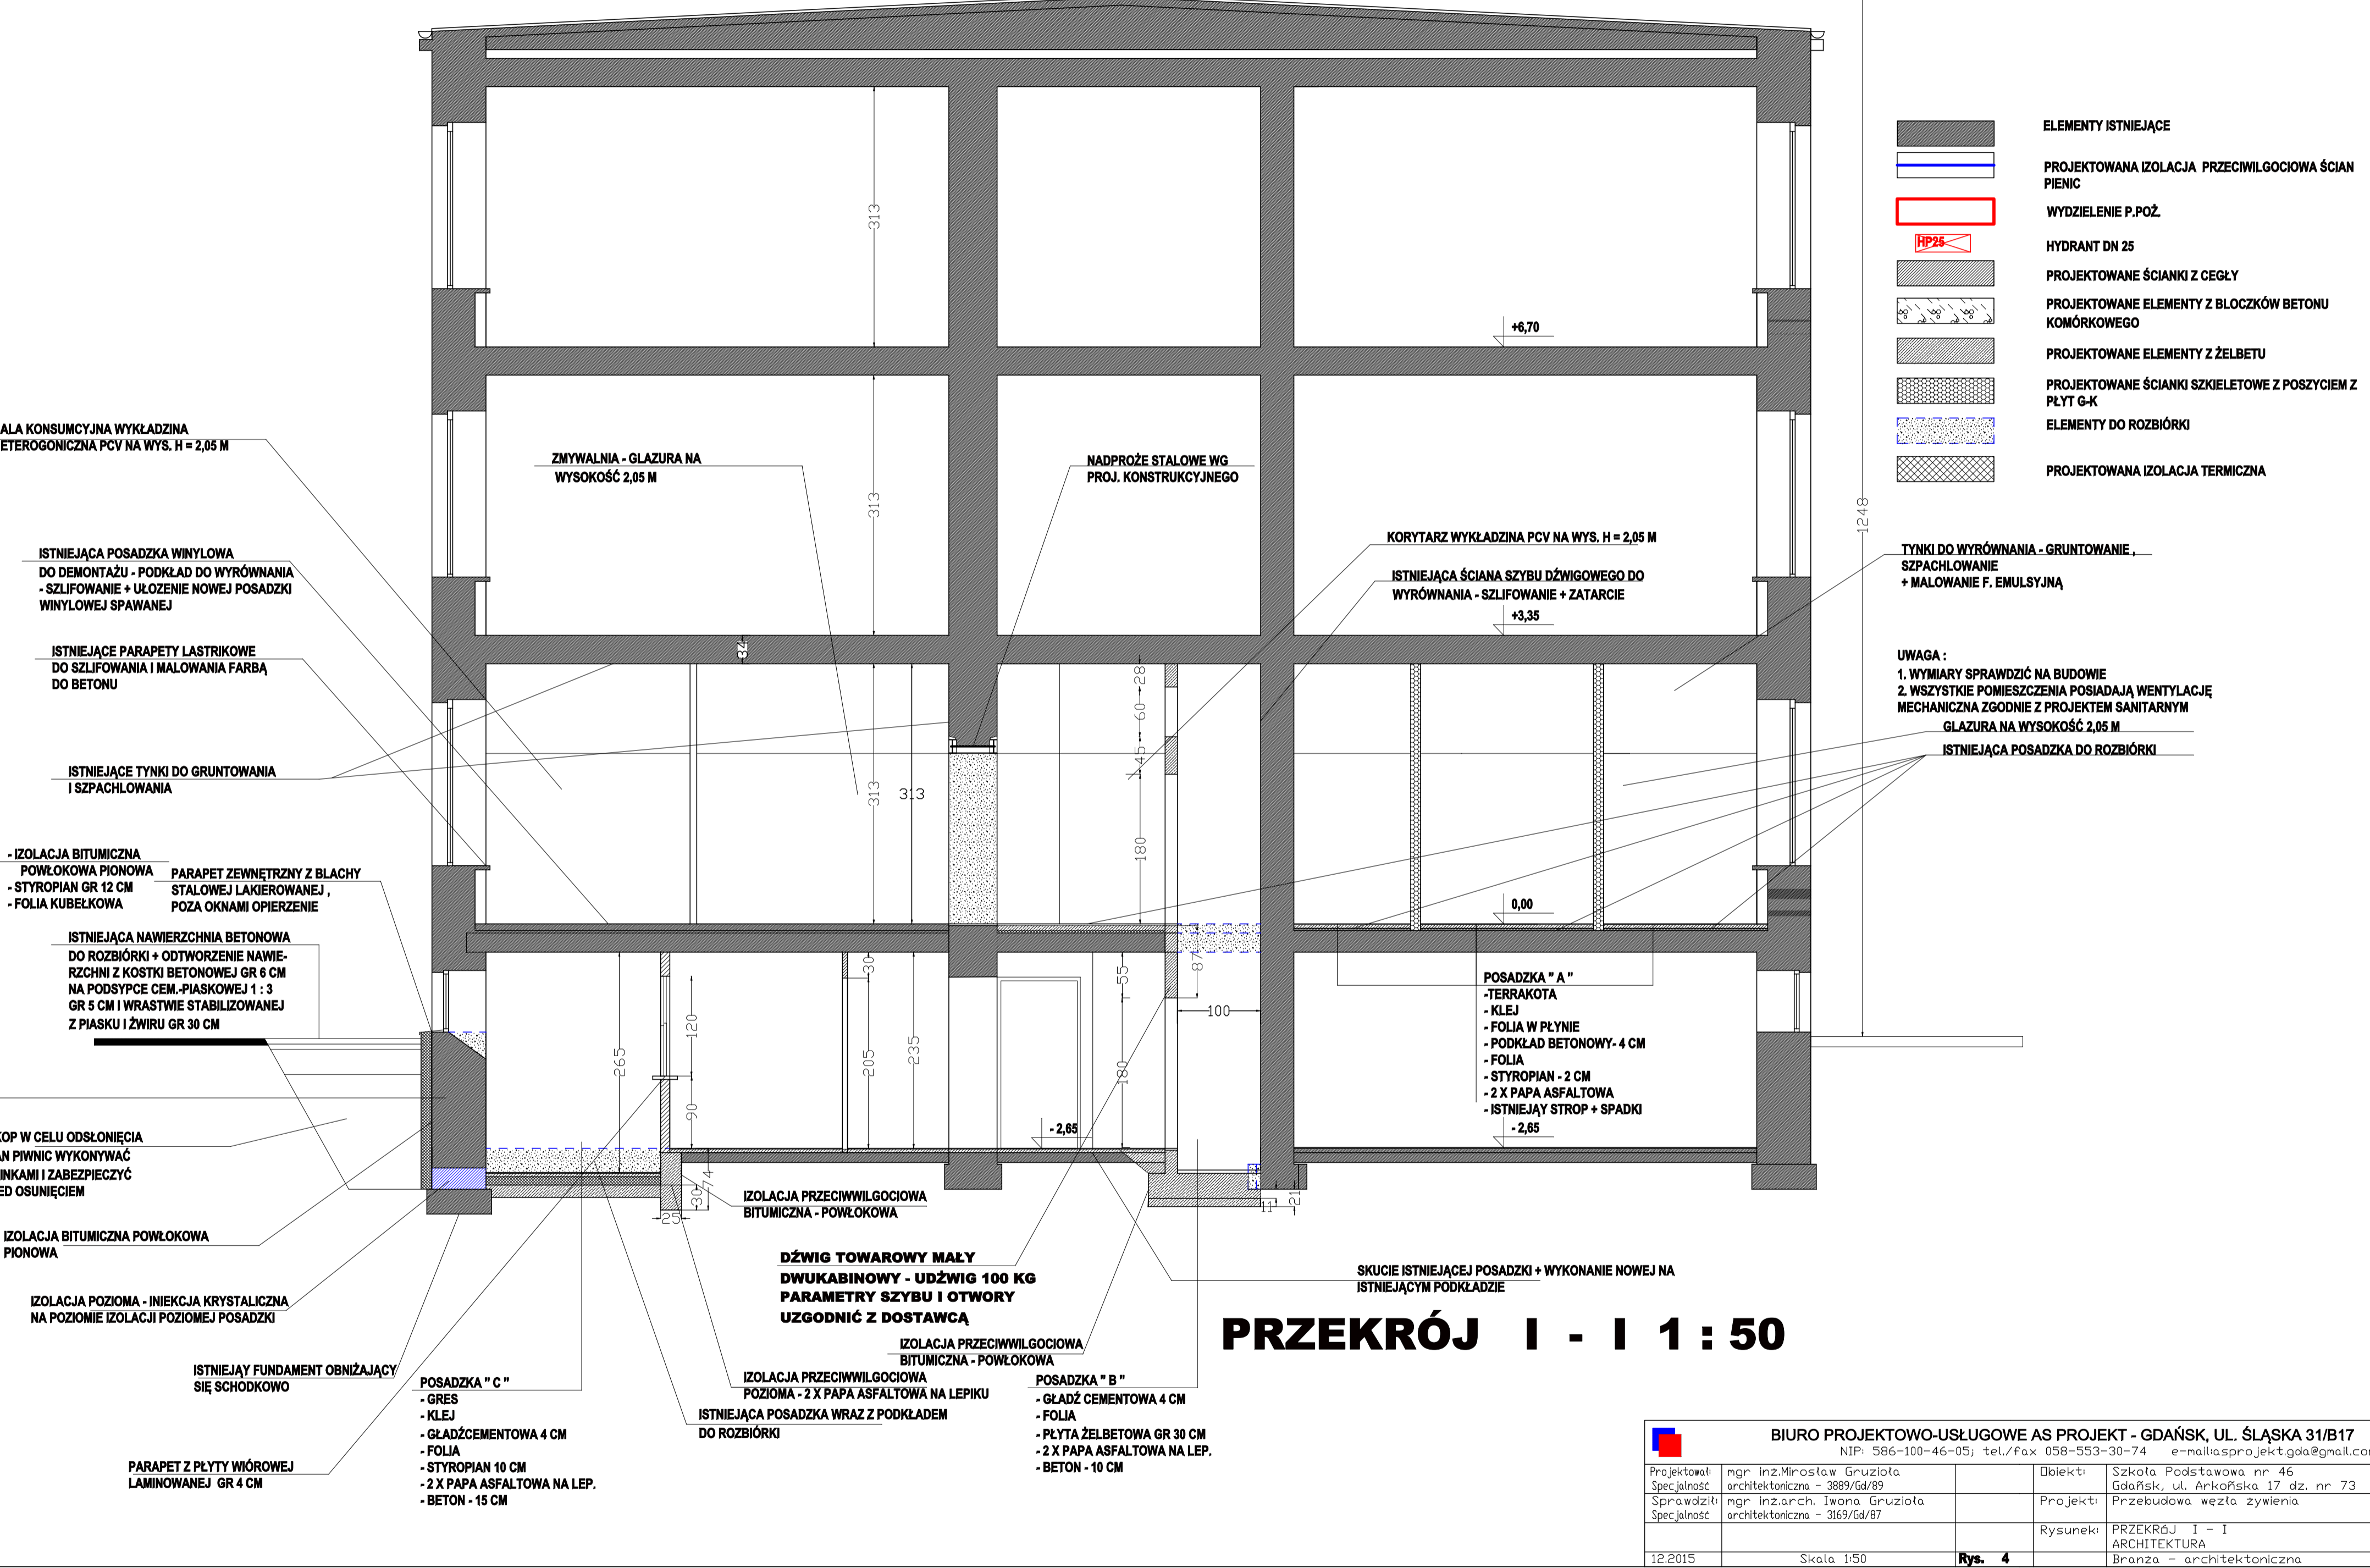 ELEMENTY ISTNIEJĄCE
PROJEKTOWANA IZOLACJA PRZECIWILGOCIOWA ŚCIAN
PIENIC
WYDZIELENIE P.POŻ.
HP25
HYDRANT DN 25
PROJEKTOWANE ŚCIANKI Z CEGŁY
PROJEKTOWANE ELEMENTY Z BLOCZKÓW BETONU
KOMÓRKOWEGO
PROJEKTOWANE ELEMENTY Z ŻELBETU
PROJEKTOWANE ŚCIANKI SZKIELETOWE Z POSZYCIEM Z
PŁYT G-K
ELEMENTY DO ROZBIÓRKI
PROJEKTOWANA IZOLACJA TERMICZNA
313
+6,70
1248
ALA KONSUMCYJNA WYKŁADZINA
ETEROGONICZNA PCV NA WYS. H = 2,05 M
ZMYWALNIA - GLAZURA NA
WYSOKOŚĆ 2,05 M
313
NADPROŻE STALOWE WG
PROJ. KONSTRUKCYJNEGO
KORYTARZ WYKŁADZINA PCV NA WYS. H = 2,05 M
ISTNIEJĄCA ŚCIANA SZYBU DŹWIGOWEGO DO
WYRÓWNANIA - SZLIFOWANIE + ZATARCIE
+3,35
TYNKI DO WYRÓWNANIA - GRUNTOWANIE ,
SZPACHLOWANIE
+ MALOWANIE F. EMULSYJNĄ
ISTNIEJĄCA POSADZKA WINYLOWA
DO DEMONTAŻU - PODKŁAD DO WYRÓWNANIA
- SZLIFOWANIE + UŁOZENIE NOWEJ POSADZKI
WINYLOWEJ SPAWANEJ
ISTNIEJĄCE PARAPETY LASTRIKOWE
DO SZLIFOWANIA I MALOWANIA FARBĄ
DO BETONU
34
28
60
45
180
313
313
UWAGA :
1. WYMIARY SPRAWDZIĆ NA BUDOWIE
2. WSZYSTKIE POMIESZCZENIA POSIADAJĄ WENTYLACJĘ
MECHANICZNA ZGODNIE Z PROJEKTEM SANITARNYM
GLAZURA NA WYSOKOŚĆ 2,05 M
ISTNIEJĄCA POSADZKA DO ROZBIÓRKI
ISTNIEJĄCE TYNKI DO GRUNTOWANIA
I SZPACHLOWANIA
- IZOLACJA BITUMICZNA
POWŁOKOWA PIONOWA
- STYROPIAN GR 12 CM
- FOLIA KUBEŁKOWA
PARAPET ZEWNĘTRZNY Z BLACHY
STALOWEJ LAKIEROWANEJ ,
POZA OKNAMI OPIERZENIE
0,00
ISTNIEJĄCA NAWIERZCHNIA BETONOWA
DO ROZBIÓRKI + ODTWORZENIE NAWIE-
RZCHNI Z KOSTKI BETONOWEJ GR 6 CM
NA PODSYPCE CEM.-PIASKOWEJ 1 : 3
GR 5 CM I WRASTWIE STABILIZOWANEJ
Z PIASKU I ŻWIRU GR 30 CM
265
120
90
30
205
235
55
180
87
100
- 2,65
POSADZKA " A "
-TERRAKOTA
- KLEJ
- FOLIA W PŁYNIE
- PODKŁAD BETONOWY- 4 CM
- FOLIA
- STYROPIAN - 2 CM
- 2 X PAPA ASFALTOWA
- ISTNIEJĄY STROP + SPADKI
- 2,65
KOP W CELU ODSŁONIĘCIA
AN PIWNIC WYKONYWAĆ
INKAMI I ZABEZPIECZYĆ
ED OSUNIĘCIEM
25
30
74
11
21
IZOLACJA PRZECIWWILGOCIOWA
BITUMICZNA - POWŁOKOWA
IZOLACJA BITUMICZNA POWŁOKOWA
PIONOWA
DŹWIG TOWAROWY MAŁY
DWUKABINOWY - UDŹWIG 100 KG
PARAMETRY SZYBU I OTWORY
UZGODNIĆ Z DOSTAWCĄ
SKUCIE ISTNIEJĄCEJ POSADZKI + WYKONANIE NOWEJ NA
ISTNIEJĄCYM PODKŁADZIE
IZOLACJA POZIOMA - INIEKCJA KRYSTALICZNA
NA POZIOMIE IZOLACJI POZIOMEJ POSADZKI
PRZEKRÓJ I - I 1 : 50
IZOLACJA PRZECIWWILGOCIOWA
BITUMICZNA - POWŁOKOWA
ISTNIEJĄY FUNDAMENT OBNIŻAJĄCY
SIĘ SCHODKOWO
IZOLACJA PRZECIWWILGOCIOWA
POZIOMA - 2 X PAPA ASFALTOWA NA LEPIKU
ISTNIEJĄCA POSADZKA WRAZ Z PODKŁADEM
DO ROZBIÓRKI
POSADZKA " C "
- GRES
- KLEJ
- GŁADŹCEMENTOWA 4 CM
- FOLIA
- STYROPIAN 10 CM
- 2 X PAPA ASFALTOWA NA LEP.
- BETON - 15 CM
POSADZKA " B "
- GŁADŹ CEMENTOWA 4 CM
- FOLIA
- PŁYTA ŻELBETOWA GR 30 CM
- 2 X PAPA ASFALTOWA NA LEP.
- BETON - 10 CM
PARAPET Z PŁYTY WIÓROWEJ
LAMINOWANEJ GR 4 CM
BIURO PROJEKTOWO-USŁUGOWE AS PROJEKT - GDAŃSK, UL. ŚLĄSKA 31/B17
NIP: 586-100-46-05; tel./fax 058-553-30-74 e-mail:asprojekt.gda@gmail.com
Projektował: mgr inż.Mirosław Gruzioła Obiekt: Szkoła Podstawowa nr 46
Specjalność architektoniczna - 3889/Gd/89 Gdańsk, ul. Arkońska 17 dz. nr 73
Sprawdził: mgr inż.arch. Iwona Gruzioła Projekt: Przebudowa węzła żywienia
Specjalność architektoniczna - 3169/Gd/87
Rysunek: PRZEKRÓJ I - I
ARCHITEKTURA
12.2015 Skala 1:50 Rys. 4 Branża - architektoniczna